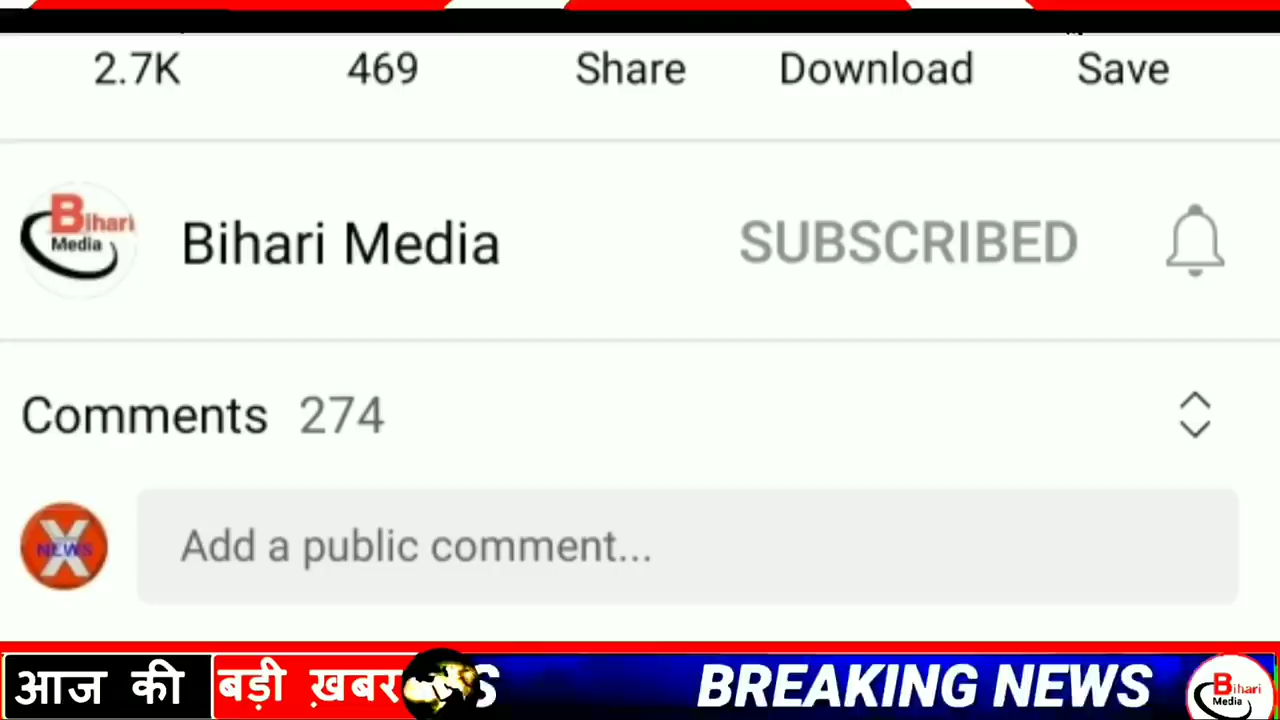 2.7K 469 Share Download Save
Bihari Media
Bihari Media SUBSCRIBED
Comments 274
X NEWS
Add a public comment...
आज की बड़ी ख़बर S BREAKING NEWS
Bihari Media